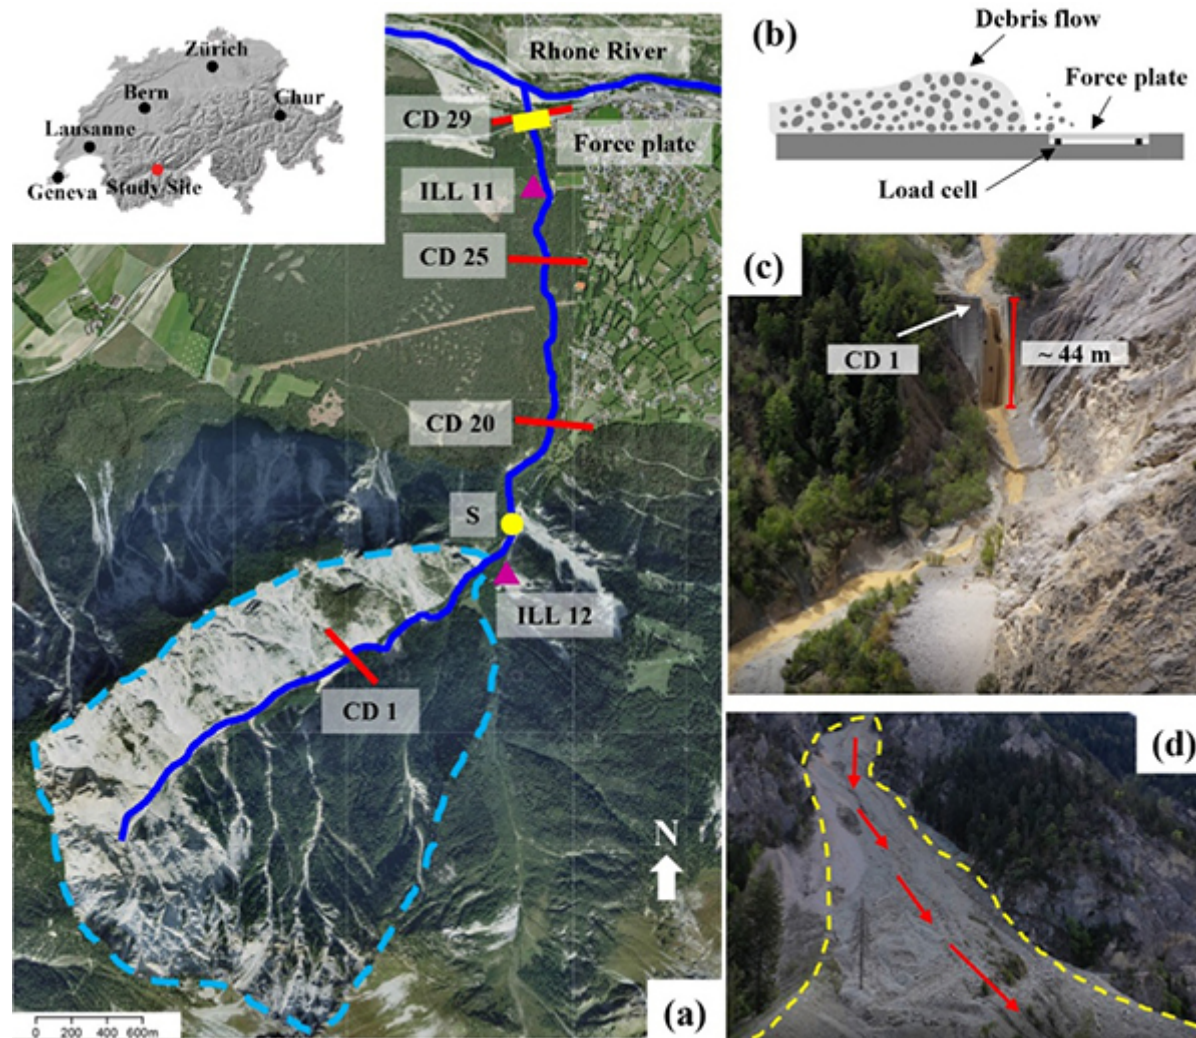 Zürich
Bern
Chur
Lausanne
Geneva
Study Site
Rhone River
CD 29
Force plate
ILL 11
CD 25
CD 20
S
ILL 12
CD 1
N
0 200 400 600m
(a)
(b)
Debris flow
Force plate
Load cell
(c)
CD 1
~ 44 m
(d)